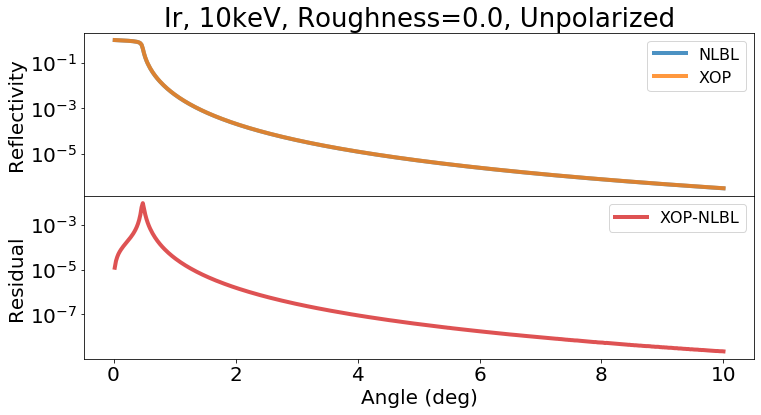 Ir, 10keV, Roughness=0.0, Unpolarized
Reflectivity
10⁻¹
10⁻³
10⁻⁵
NLBL
XOP
Residual
10⁻³
10⁻⁵
10⁻⁷
XOP-NLBL
0 2 4 6 8 10
Angle (deg)